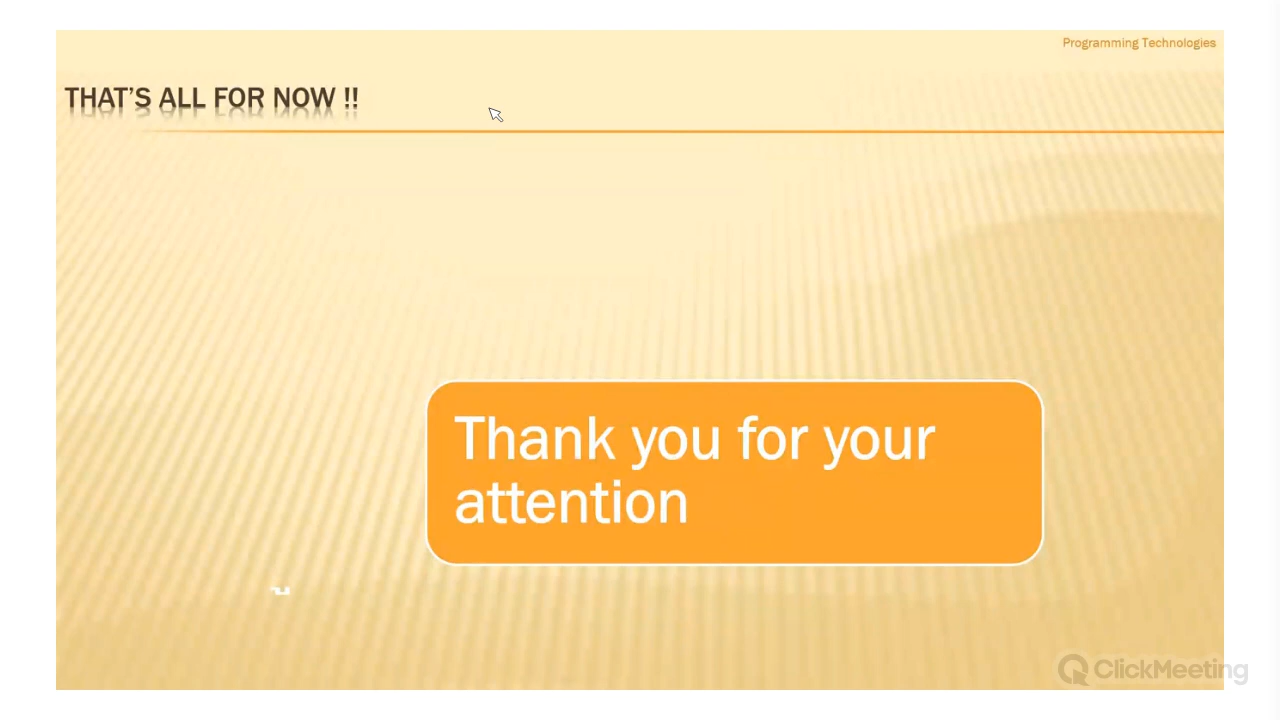 Programming Technologies
THAT'S ALL FOR NOW !!
Thank you for your
attention
ClickMeeting